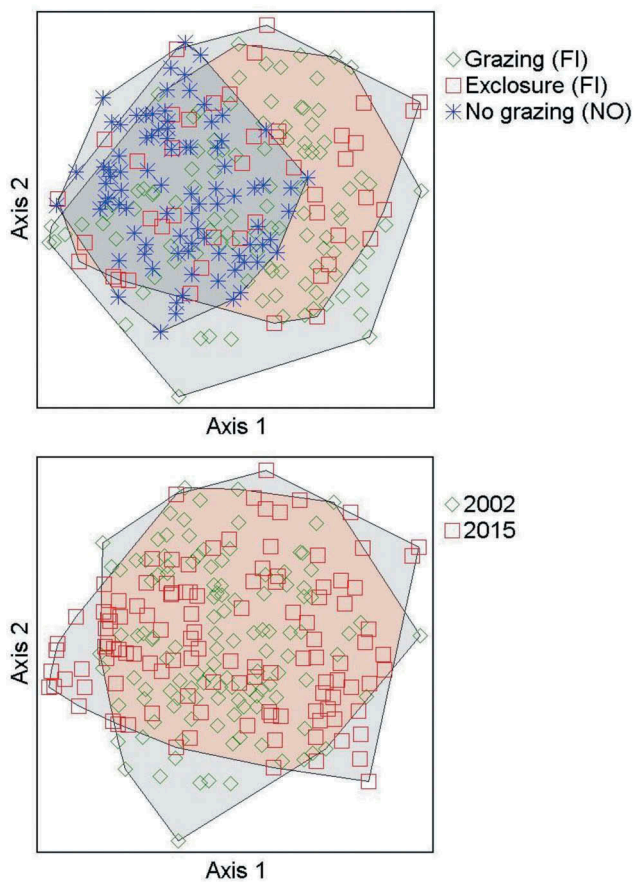 Grazing (FI)
Exclosure (FI)
No grazing (NO)
Axis 2
Axis 1
2002
2015
Axis 2
Axis 1